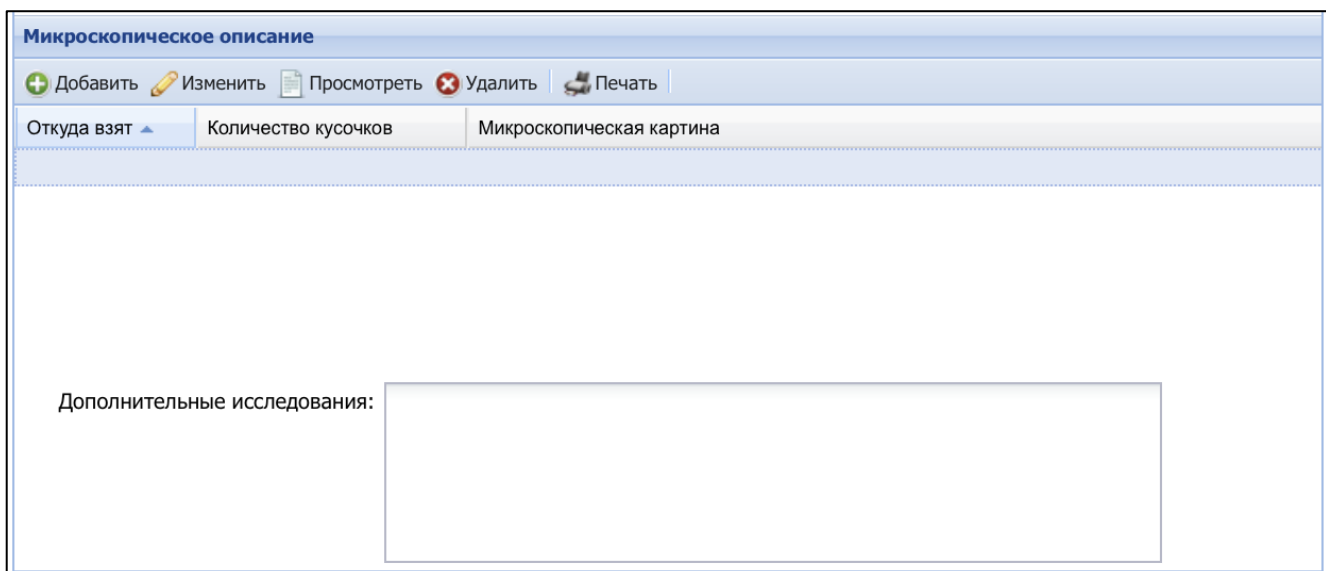 Микроскопическое описание
Добавить Изменить Просмотреть Удалить Печать
Откуда взят Количество кусочков Микроскопическая картина
Дополнительные исследования: